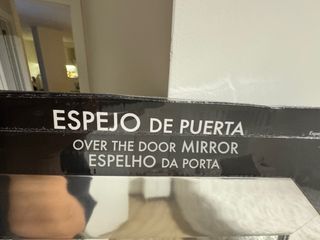 ESPEJO DE PUERTA
OVER THE DOOR MIRROR
ESPELHO DA PORTA